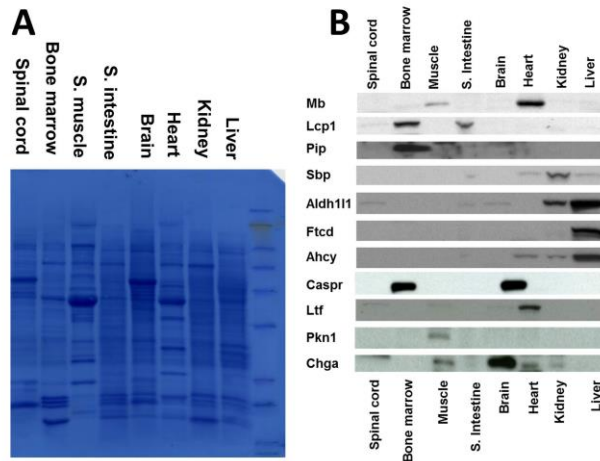 A
Spinal cord
Bone marrow
S. muscle
S. intestine
Brain
Heart
Kidney
Liver
B
Spinal cord
Bone marrow
Muscle
S. Intestine
Brain
Heart
Kidney
Liver
Mb
Lcp1
Pip
Sbp
Aldh1l1
Ftcd
Ahcy
Caspr
Ltf
Pkn1
Chga
Spinal cord
Bone marrow
Muscle
S. Intestine
Brain
Heart
Kidney
Liver